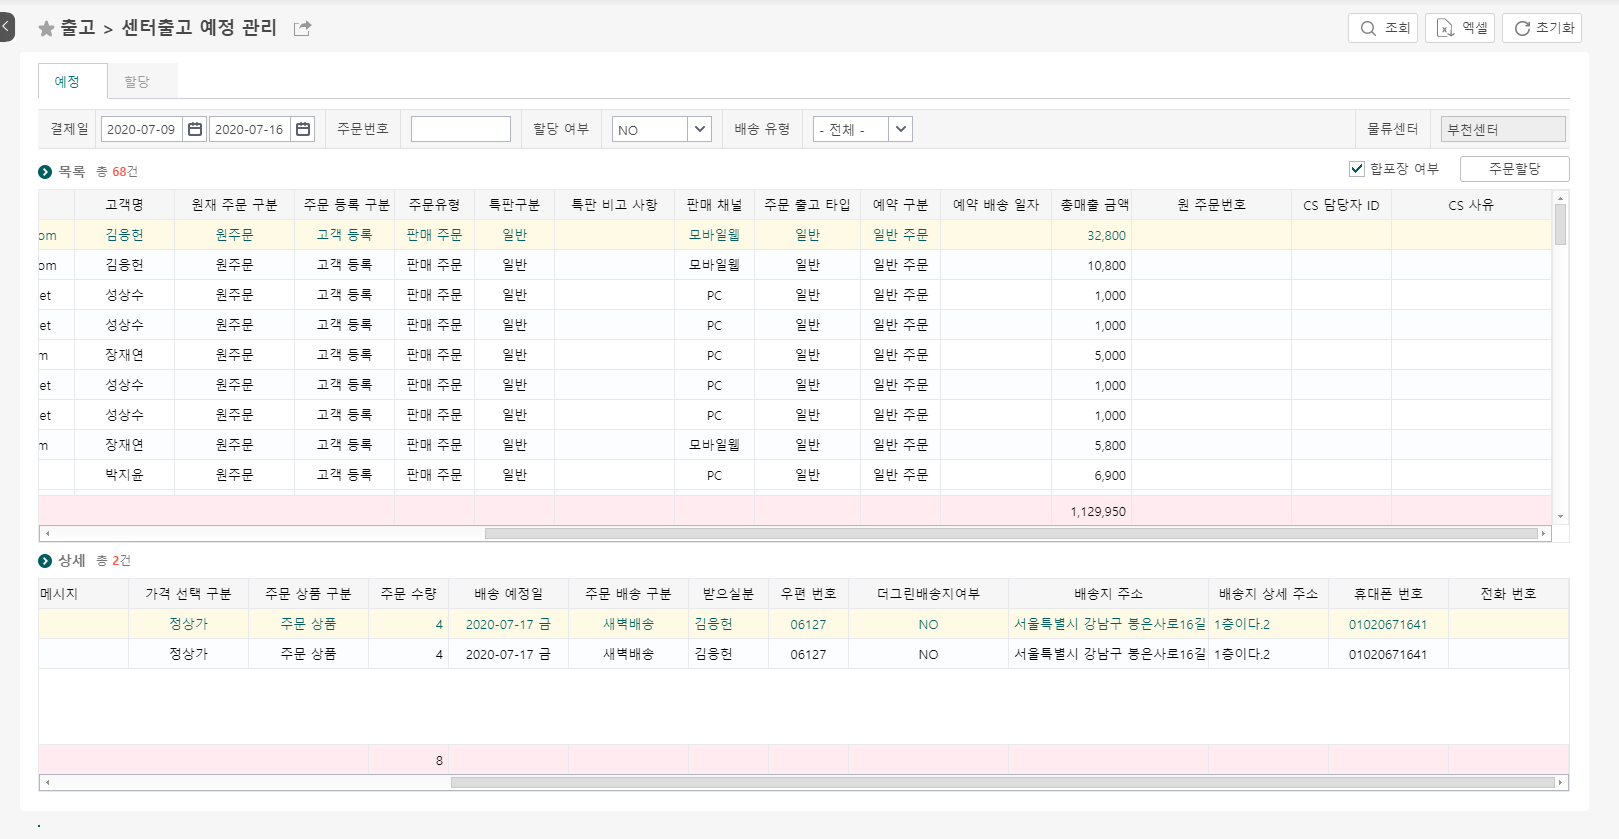 출고 > 센터출고 예정 관리
조회 엑셀 초기화
예정 할당
결제일 2020-07-09 2020-07-16 주문번호 할당 여부 NO 배송 유형 - 전체 - 물류센터 부천센터
목록 총 68건 합포장 여부 주문할당
고객명 원재 주문 구분 주문 등록 구분 주문유형 특판구분 특판 비고 사항 판매 채널 주문 출고 타입 예약 구분 예약 배송 일자 총매출 금액 원 주문번호 CS 담당자 ID CS 사유
om 김응헌 원주문 고객 등록 판매 주문 일반 모바일웹 일반 일반 주문 32,800
om 김응헌 원주문 고객 등록 판매 주문 일반 모바일웹 일반 일반 주문 10,800
et 성상수 원주문 고객 등록 판매 주문 일반 PC 일반 일반 주문 1,000
et 성상수 원주문 고객 등록 판매 주문 일반 PC 일반 일반 주문 1,000
m 장재연 원주문 고객 등록 판매 주문 일반 PC 일반 일반 주문 5,000
et 성상수 원주문 고객 등록 판매 주문 일반 PC 일반 일반 주문 1,000
et 성상수 원주문 고객 등록 판매 주문 일반 PC 일반 일반 주문 1,000
m 장재연 원주문 고객 등록 판매 주문 일반 모바일웹 일반 일반 주문 5,800
박지윤 원주문 고객 등록 판매 주문 일반 PC 일반 일반 주문 6,900
1,129,950
상세 총 2건
메시지 가격 선택 구분 주문 상품 구분 주문 수량 배송 예정일 주문 배송 구분 받으실분 우편 번호 더그린배송지여부 배송지 주소 배송지 상세 주소 휴대폰 번호 전화 번호
정상가 주문 상품 4 2020-07-17 금 새벽배송 김응헌 06127 NO 서울특별시 강남구 봉은사로16길 1층이다.2 01020671641
정상가 주문 상품 4 2020-07-17 금 새벽배송 김응헌 06127 NO 서울특별시 강남구 봉은사로16길 1층이다.2 01020671641
8